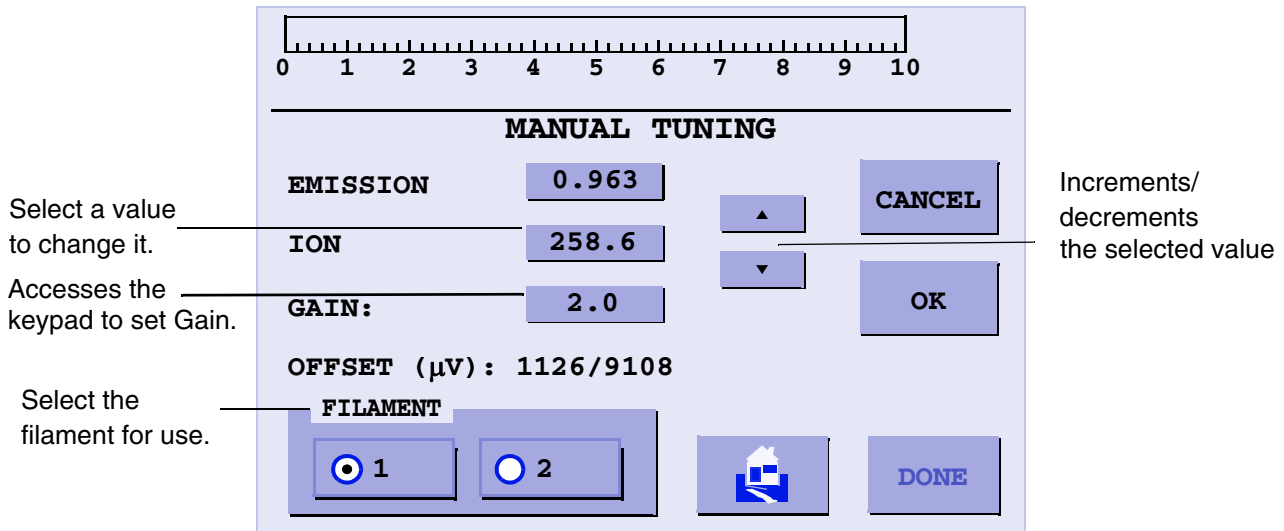 0 1 2 3 4 5 6 7 8 9 10
MANUAL TUNING
EMISSION 0.963
CANCEL
Select a value
to change it.
ION 258.6
Increments/
decrements
the selected value
Accesses the
keypad to set Gain.
GAIN: 2.0
OK
OFFSET (µV): 1126/9108
Select the
filament for use.
FILAMENT
1 2
DONE